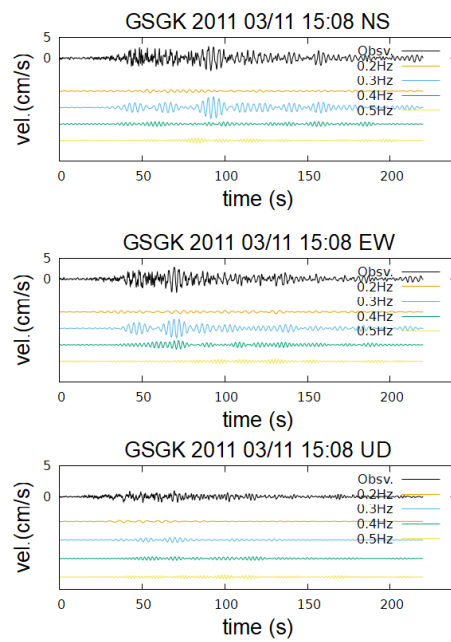 GSGK 2011 03/11 15:08 NS
5
0
vel.(cm/s)
Obsv.
0.2Hz
0.3Hz
0.4Hz
0.5Hz
0 50 100 150 200
time (s)
GSGK 2011 03/11 15:08 EW
5
0
vel.(cm/s)
Obsv.
0.2Hz
0.3Hz
0.4Hz
0.5Hz
0 50 100 150 200
time (s)
GSGK 2011 03/11 15:08 UD
5
0
vel.(cm/s)
Obsv.
0.2Hz
0.3Hz
0.4Hz
0.5Hz
0 50 100 150 200
time (s)